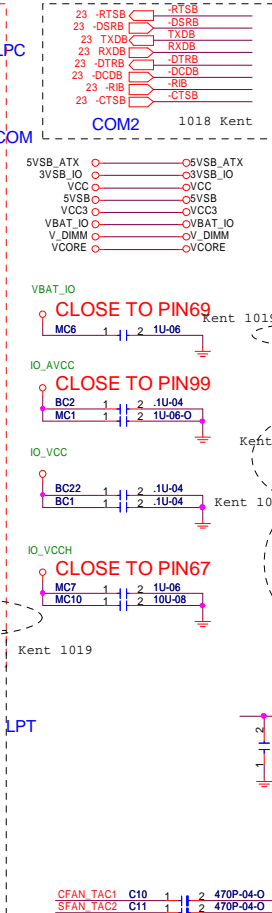 23 -RTSB -RTSB
23 -DSRB -DSRB
23 TXDB TXDB
23 RXDB RXDB
23 -DTRB -DTRB
23 -DCDB -DCDB
23 -RIB -RIB
23 -CTSB -CTSB
LPC
COM
COM2 1018 Kent
5VSB_ATX 5VSB_ATX
3VSB_IO 3VSB_IO
VCC VCC
5VSB 5VSB
VCC3 VCC3
VBAT_IO VBAT_IO
V_DIMM V_DIMM
VCORE VCORE
VBAT_IO
CLOSE TO PIN69
Kent 1019
MC6 1 2 1U-06
IO_AVCC
CLOSE TO PIN99
BC2 1 2 .1U-04
MC1 1 2 1U-06-O
Kent
IO_VCC
BC22 1 2 .1U-04
BC1 1 2 .1U-04
Kent 10
IO_VCCH
CLOSE TO PIN67
MC7 1 2 1U-06
MC10 1 2 10U-08
Kent 1019
LPT
2
1
CFAN_TAC1 C10 1 2 470P-04-O
SFAN_TAC2 C11 1 2 470P-04-O